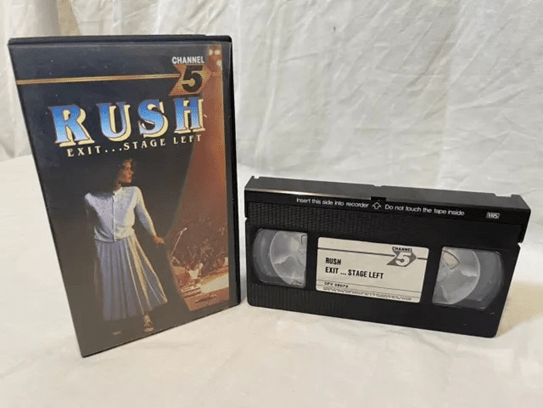 CHANNEL
5
RUSH
EXIT...STAGE LEFT
Insert this side into recorder Do not touch the tape inside
VHS
CHANNEL
5
RUSH
EXIT ... STAGE LEFT